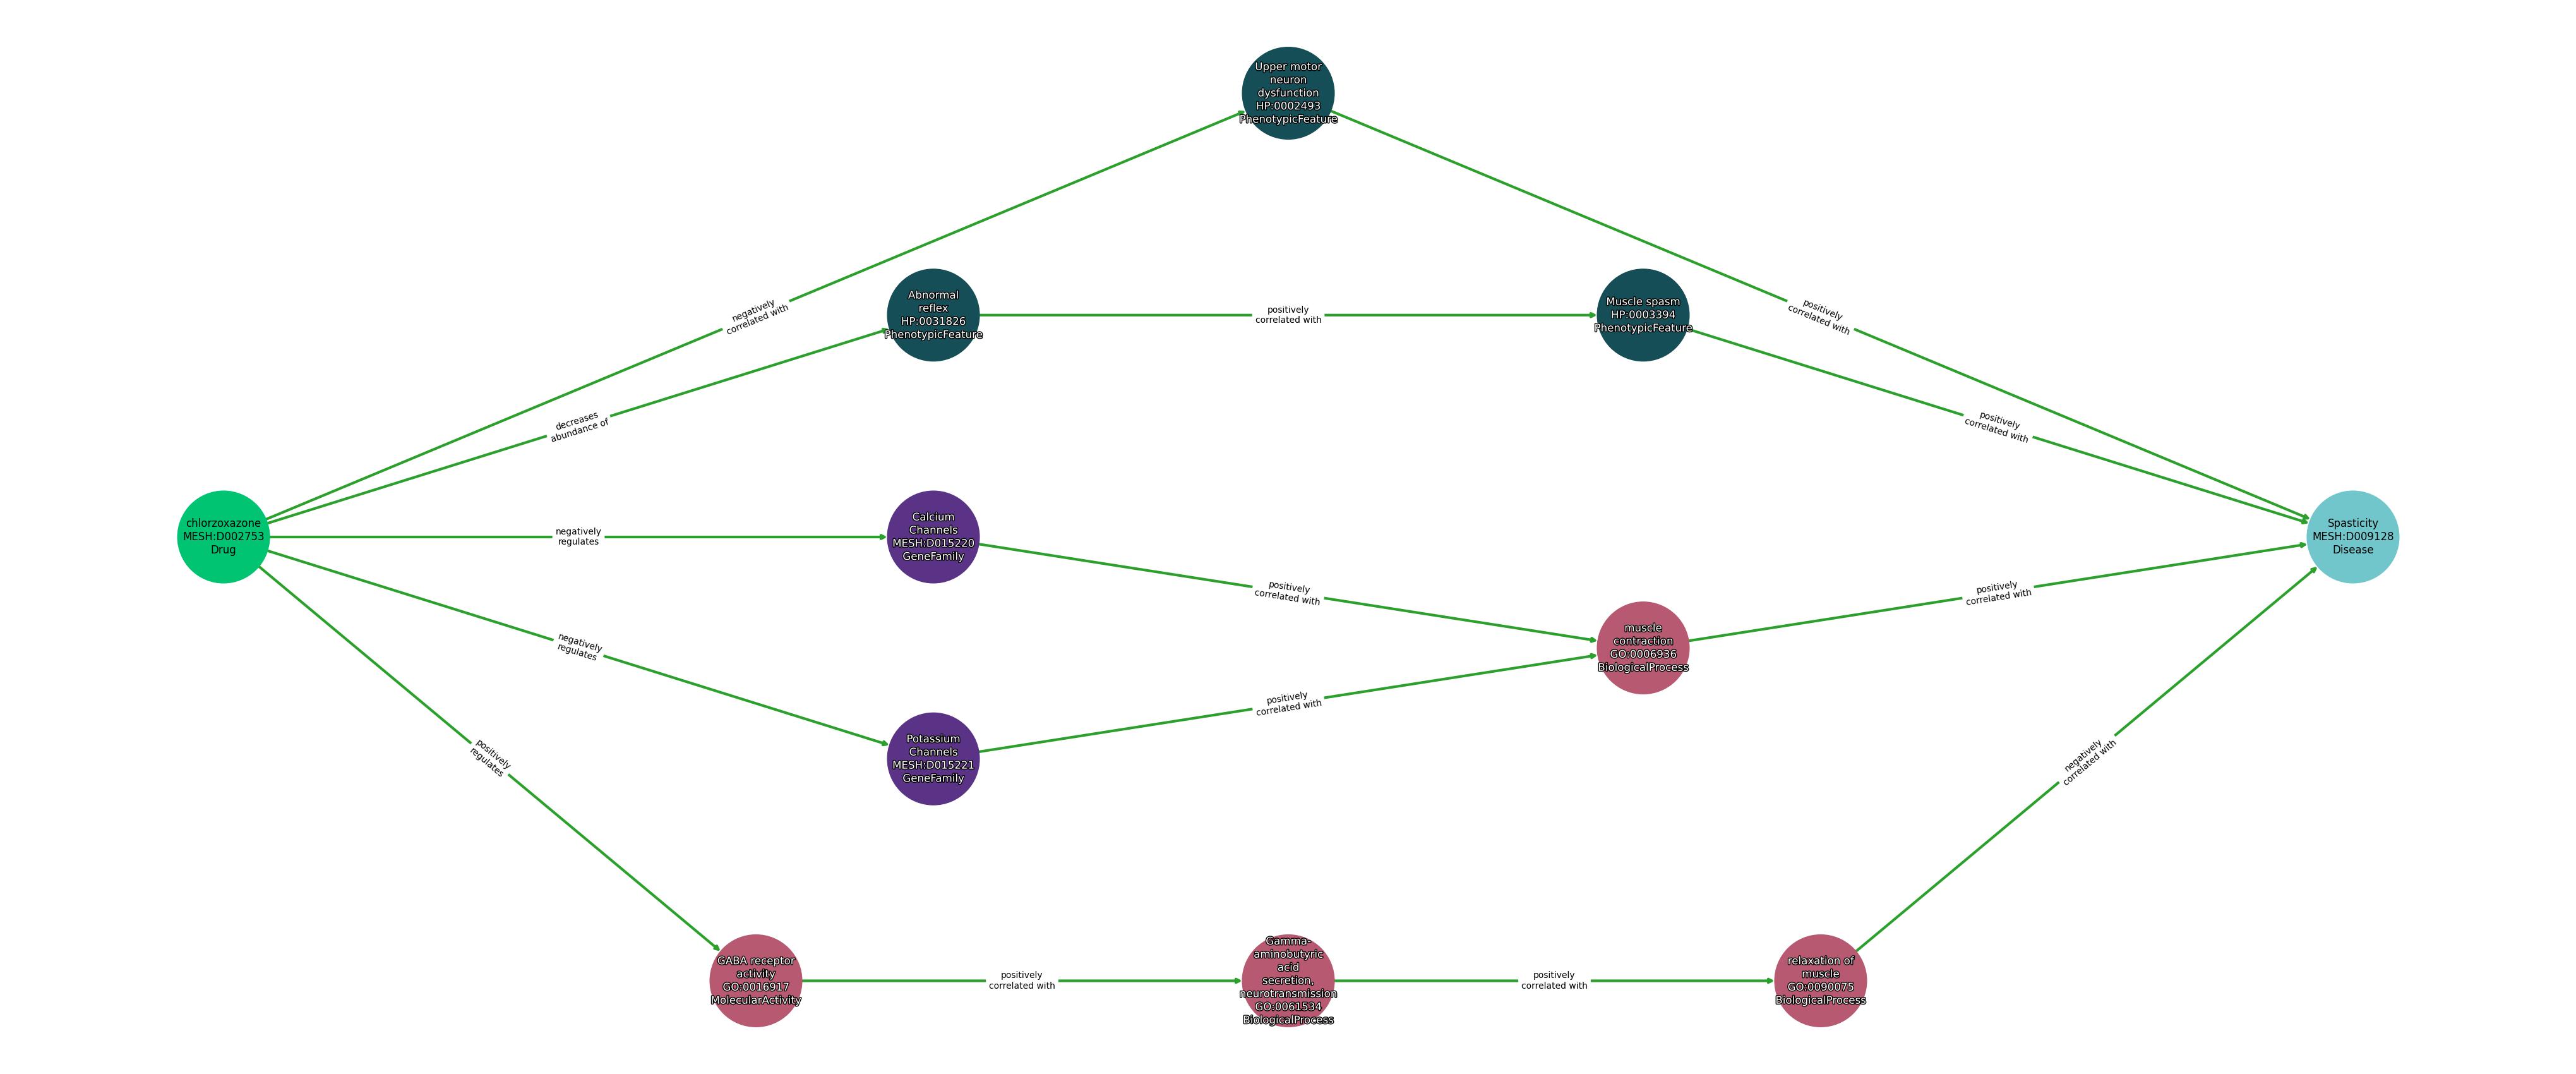 Upper motor
neuron
dysfunction
HP:0002493
PhenotypicFeature
negatively
correlated with
positively
correlated with
Abnormal
reflex
HP:0031826
PhenotypicFeature
positively
correlated with
Muscle spasm
HP:0003394
PhenotypicFeature
decreases
abundance of
positively
correlated with
chlorzoxazone
MESH:D002753
Drug
negatively
regulates
Calcium
Channels
MESH:D015220
GeneFamily
positively
correlated with
Spasticity
MESH:D009128
Disease
positively
correlated with
muscle
contraction
GO:0006936
BiologicalProcess
negatively
regulates
positively
correlated with
Potassium
Channels
MESH:D015221
GeneFamily
positively
regulates
negatively
correlated with
GABA receptor
activity
GO:0016917
MolecularActivity
positively
correlated with
Gamma-
aminobutyric
acid
secretion,
neurotransmission
GO:0061534
BiologicalProcess
positively
correlated with
relaxation of
muscle
GO:0090075
BiologicalProcess